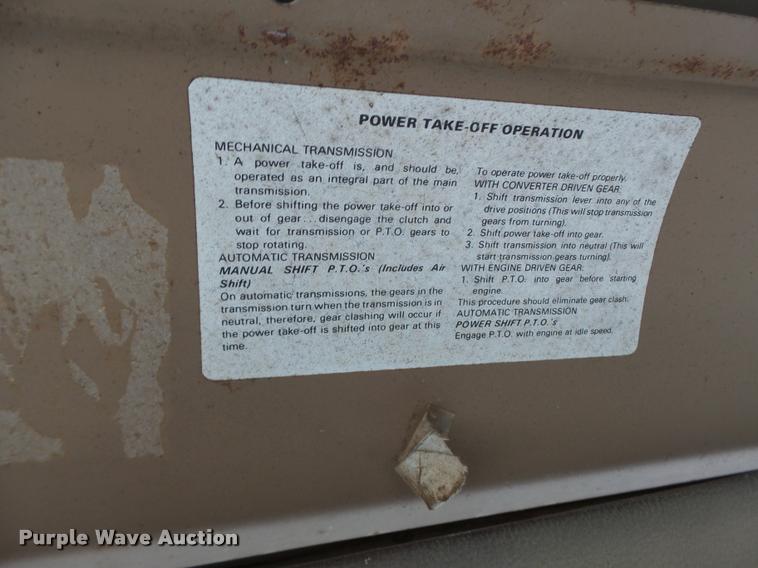 POWER TAKE-OFF OPERATION
MECHANICAL TRANSMISSION
1. A power take-off is, and should be,
operated as an integral part of the main
transmission.
2. Before shifting the power take-off into or
out of gear... disengage the clutch and
wait for transmission or P.T.O. gears to
stop rotating.
AUTOMATIC TRANSMISSION
MANUAL SHIFT P.T.O.'s (Includes Air
Shift)
On automatic transmissions, the gears in the
transmission turn when the transmission is in
neutral, therefore, gear clashing will occur if
the power take-off is shifted into gear at this
time.
To operate power take-off properly.
WITH CONVERTER DRIVEN GEAR:
1. Shift transmission lever into any of the
drive positions (This will stop transmission
gears from turning).
2. Shift power take-off into gear.
3. Shift transmission into neutral (This will
start transmission gears turning).
WITH ENGINE DRIVEN GEAR:
1. Shift P.T.O. into gear before starting
engine.
This procedure should eliminate gear clash.
AUTOMATIC TRANSMISSION
POWER SHIFT P.T.O.'s
Engage P.T.O. with engine at idle speed.
Purple Wave Auction